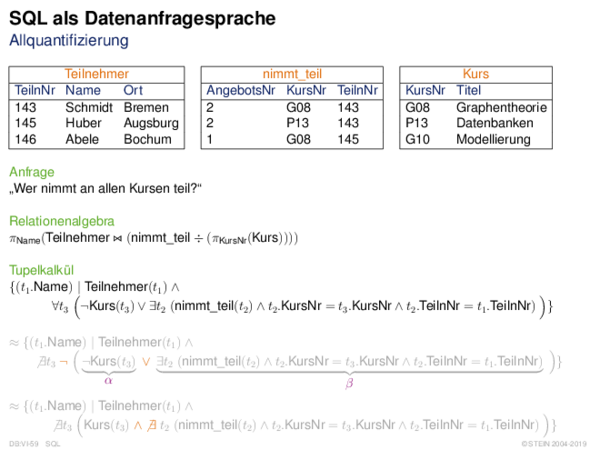 SQL als Datenanfragesprache
Allquantifizierung
Teilnehmer
TeilnNr Name Ort
143 Schmidt Bremen
145 Huber Augsburg
146 Abele Bochum
nimmt_teil
AngebotsNr KursNr TeilnNr
2 G08 143
2 P13 143
1 G08 145
Kurs
KursNr Titel
G08 Graphentheorie
P13 Datenbanken
G10 Modellierung
Anfrage
„Wer nimmt an allen Kursen teil?“
Relationenalgebra
π_Name(Teilnehmer ⋈ (nimmt_teil ÷ (π_KursNr(Kurs))))
Tupelkalkül
{(t₁.Name) | Teilnehmer(t₁) ∧
∀t₃ (¬Kurs(t₃) ∨ ∃t₂ (nimmt_teil(t₂) ∧ t₂.KursNr = t₃.KursNr ∧ t₂.TeilnNr = t₁.TeilnNr) )}
≈ {(t₁.Name) | Teilnehmer(t₁) ∧
∄t₃ ¬ (¬Kurs(t₃) ∨ ∃t₂ (nimmt_teil(t₂) ∧ t₂.KursNr = t₃.KursNr ∧ t₂.TeilnNr = t₁.TeilnNr) )}
α β
≈ {(t₁.Name) | Teilnehmer(t₁) ∧
∄t₃ (Kurs(t₃) ∧ ∄ t₂ (nimmt_teil(t₂) ∧ t₂.KursNr = t₃.KursNr ∧ t₂.TeilnNr = t₁.TeilnNr) )}
DB:VI-59 SQL ©STEIN 2004-2019